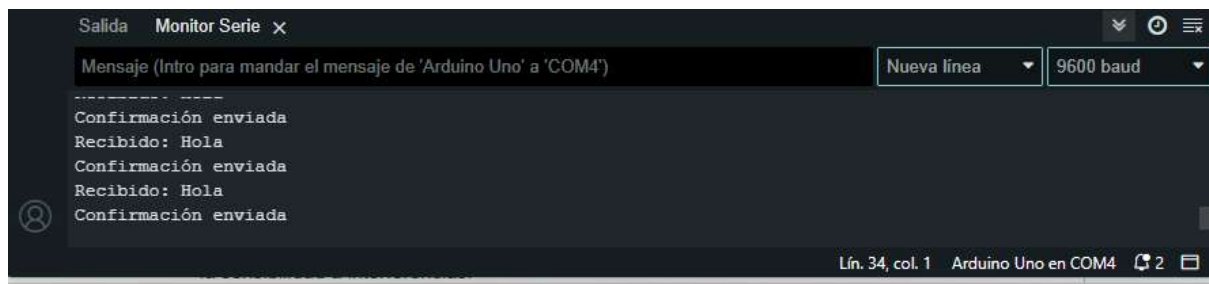 Salida Monitor Serie
Mensaje (Intro para mandar el mensaje de 'Arduino Uno' a 'COM4') Nueva línea 9600 baud
Confirmación enviada
Recibido: Hola
Confirmación enviada
Recibido: Hola
Confirmación enviada
Lín. 34, col. 1 Arduino Uno en COM4 2